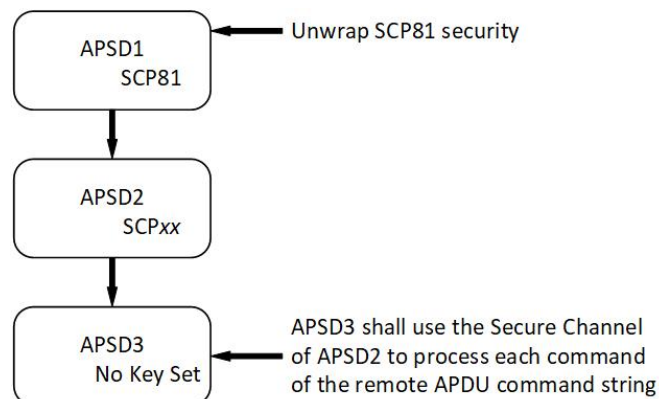 APSD1
SCP81
Unwrap SCP81 security
APSD2
SCPxx
APSD3
No Key Set
APSD3 shall use the Secure Channel
of APSD2 to process each command
of the remote APDU command string